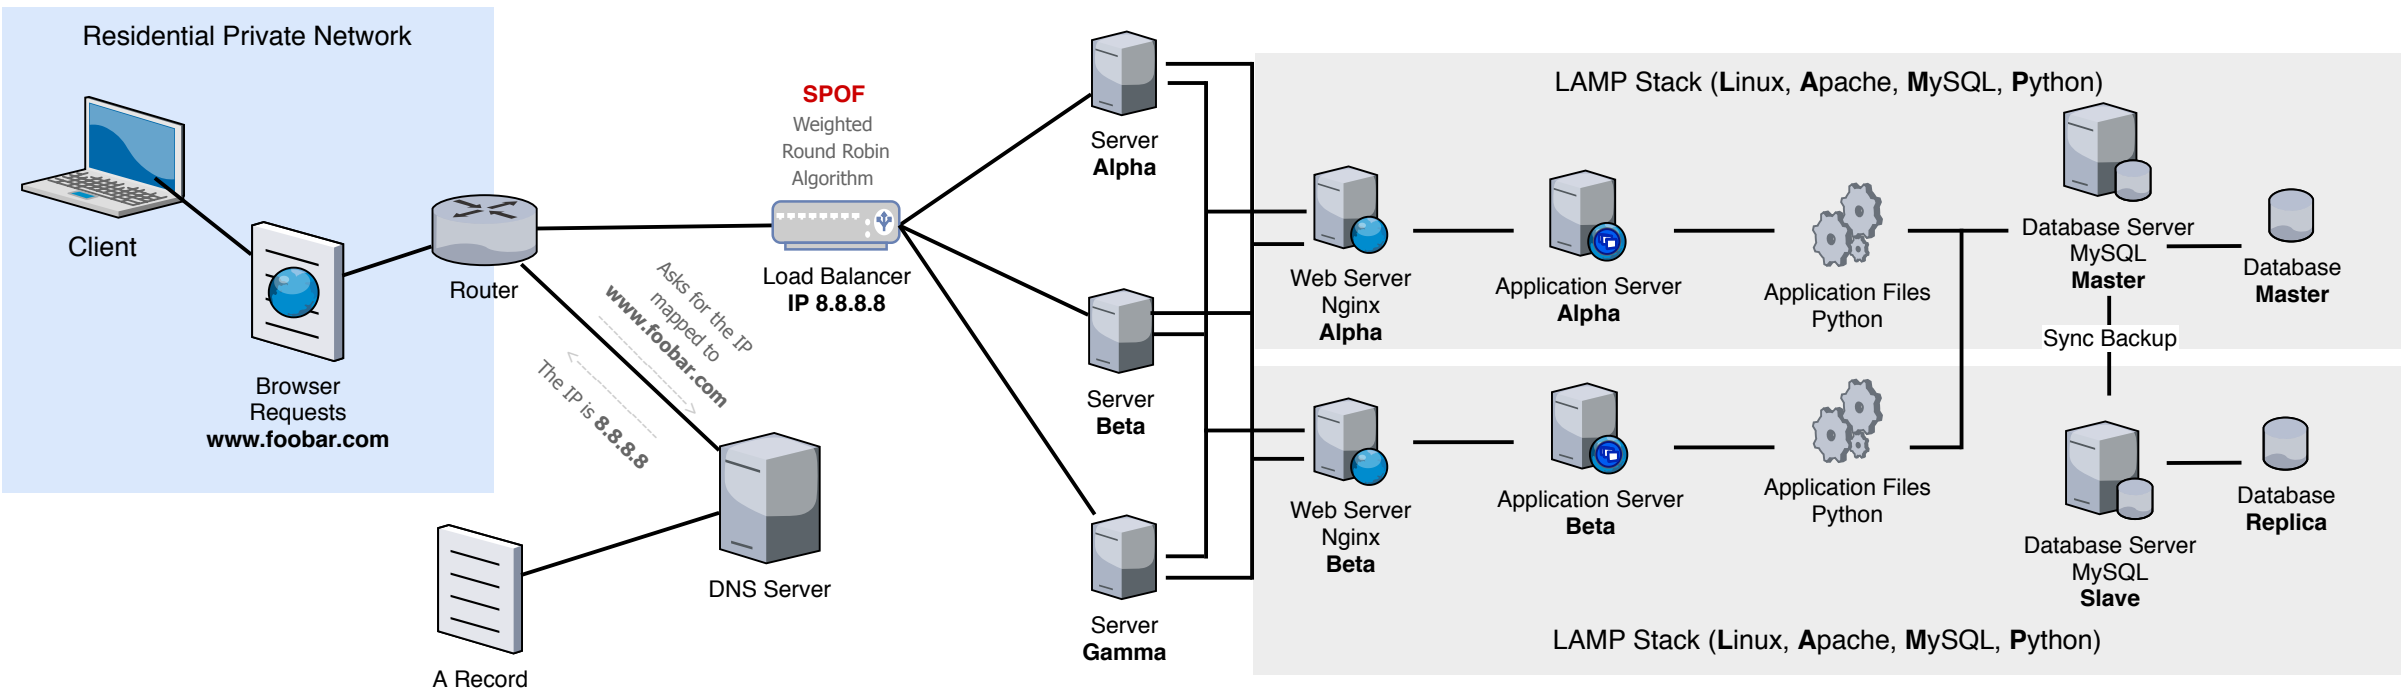 Residential Private Network
Client
Browser
Requests
www.foobar.com
Router
Asks for the IP
mapped to
www.foobar.com
The IP is 8.8.8.8
DNS Server
A Record
SPOF
Weighted
Round Robin
Algorithm
Load Balancer
IP 8.8.8.8
Server
Alpha
Server
Beta
Server
Gamma
LAMP Stack (Linux, Apache, MySQL, Python)
Web Server
Nginx
Alpha
Application Server
Alpha
Application Files
Python
Database Server
MySQL
Master
Database
Master
Sync Backup
Web Server
Nginx
Beta
Application Server
Beta
Application Files
Python
Database Server
MySQL
Slave
Database
Replica
LAMP Stack (Linux, Apache, MySQL, Python)